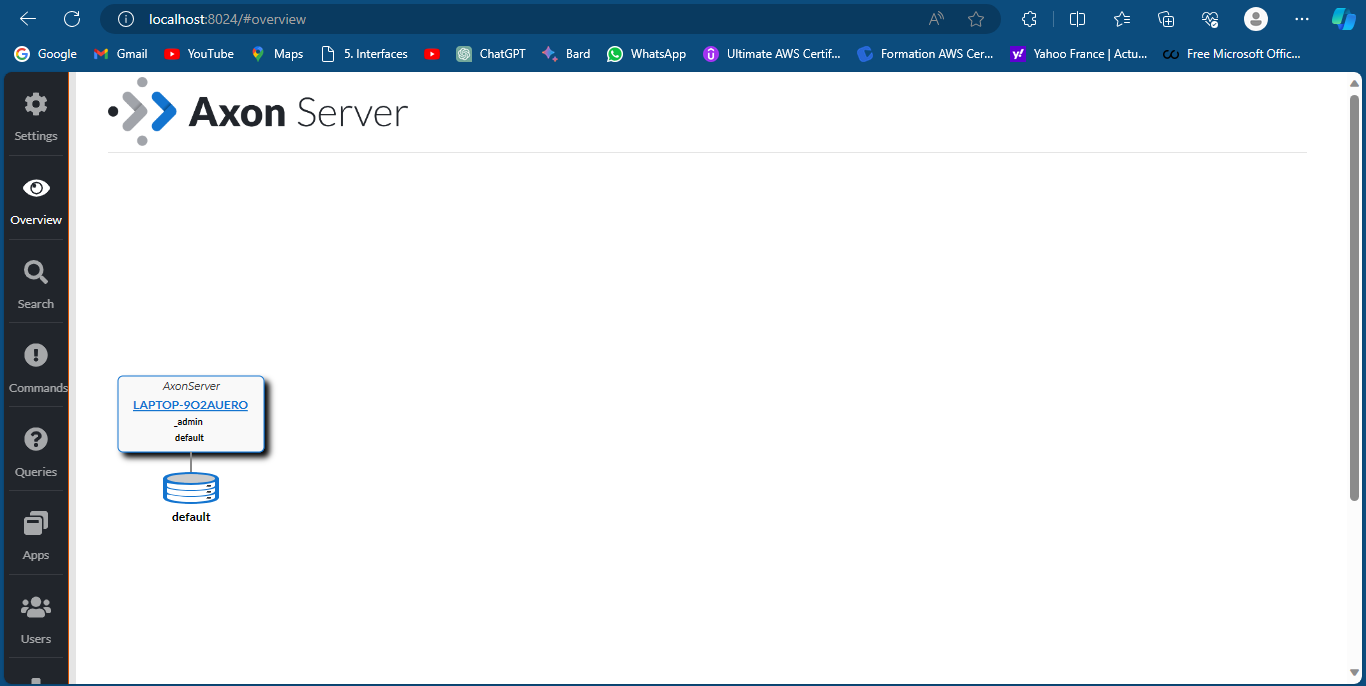 localhost:8024/#overview
Google Gmail YouTube Maps 5. Interfaces ChatGPT Bard WhatsApp Ultimate AWS Certif... Formation AWS Cer... Yahoo France | Actu... Free Microsoft Offic...
Axon Server
Settings
Overview
Search
Commands
Queries
Apps
Users
AxonServer
LAPTOP-9O2AUERO
_admin
default
default